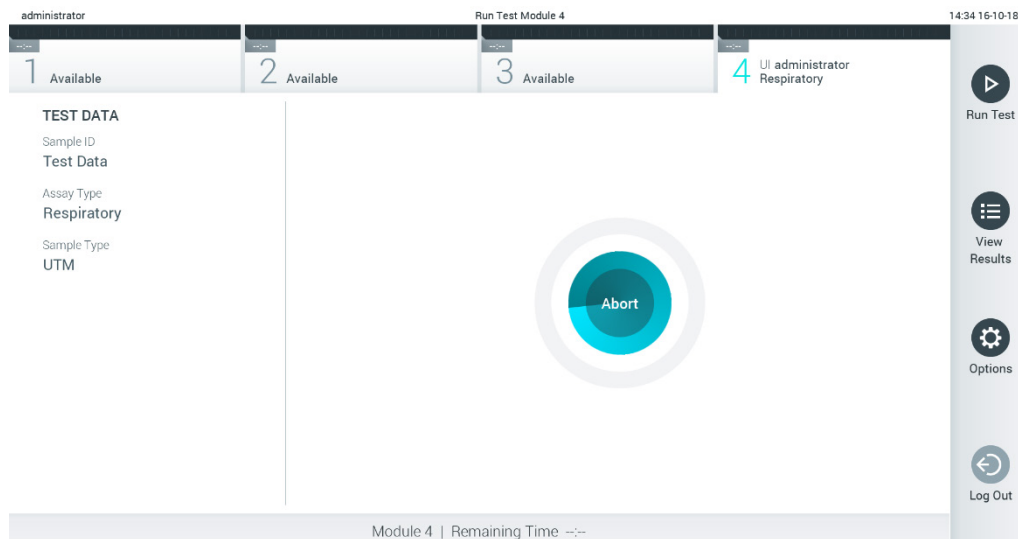 administrator
Run Test Module 4
14:34 16-10-18
--:--
--:--
--:--
--:--
1 Available
2 Available
3 Available
4 UI administrator
Respiratory
Run Test
View
Results
Options
Log Out
TEST DATA
Sample ID
Test Data
Assay Type
Respiratory
Sample Type
UTM
Abort
Module 4 | Remaining Time --:--